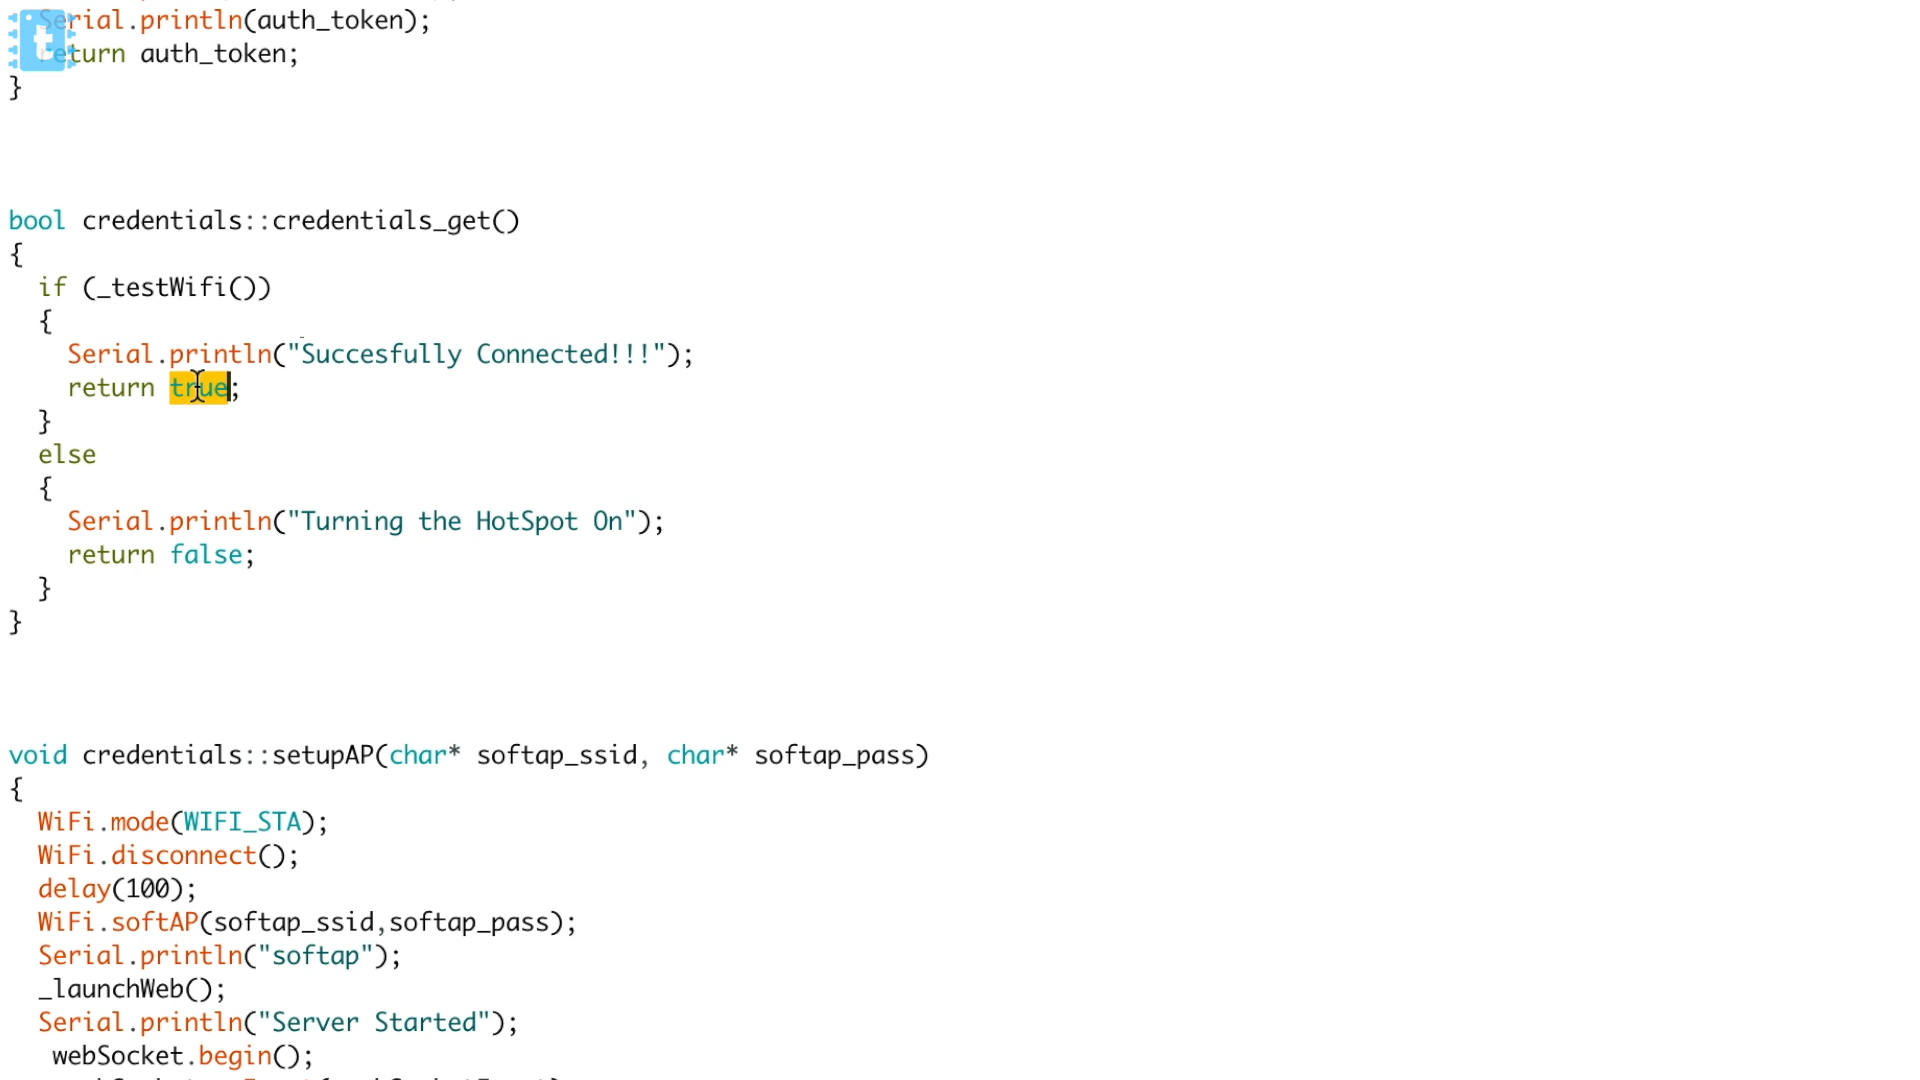 Serial.println(auth_token);
return auth_token;
}
bool credentials::credentials_get()
{
if (_testWifi())
{
Serial.println("Succesfully Connected!!!");
return true;
}
else
{
Serial.println("Turning the HotSpot On");
return false;
}
}
void credentials::setupAP(char* softap_ssid, char* softap_pass)
{
WiFi.mode(WIFI_STA);
WiFi.disconnect();
delay(100);
WiFi.softAP(softap_ssid,softap_pass);
Serial.println("softap");
_launchWeb();
Serial.println("Server Started");
webSocket.begin();